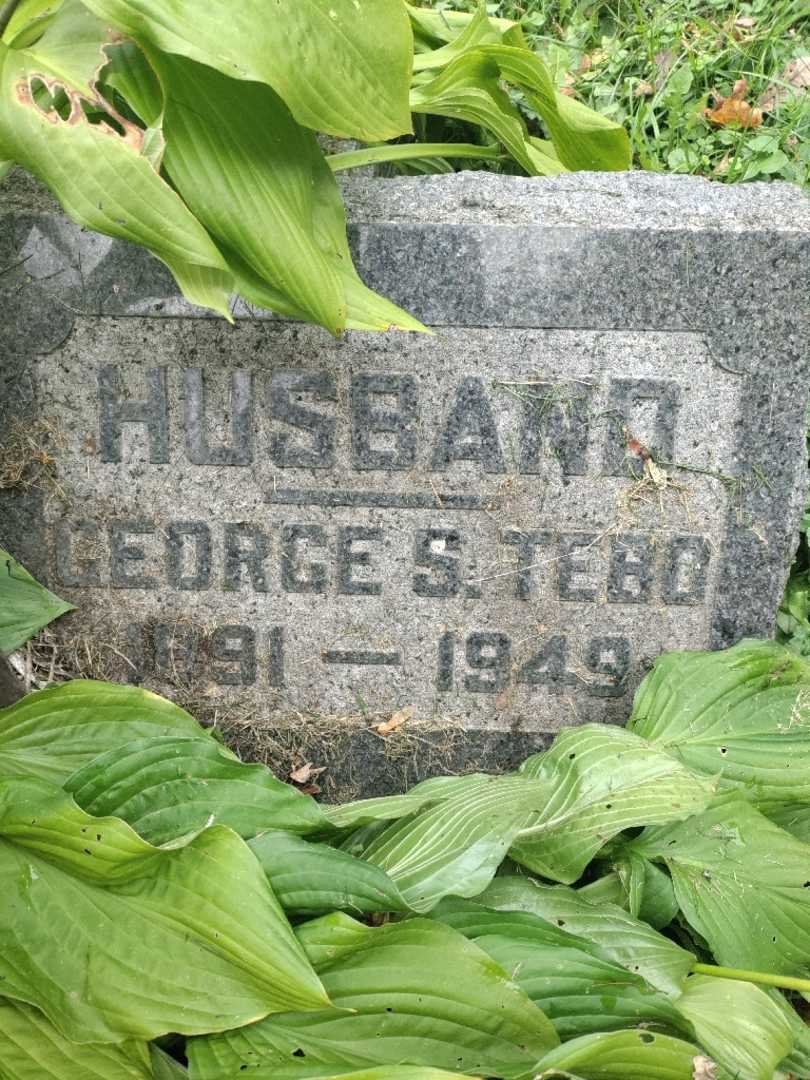 HUSBAND
GEORGE S. TEBO
1891 — 1949